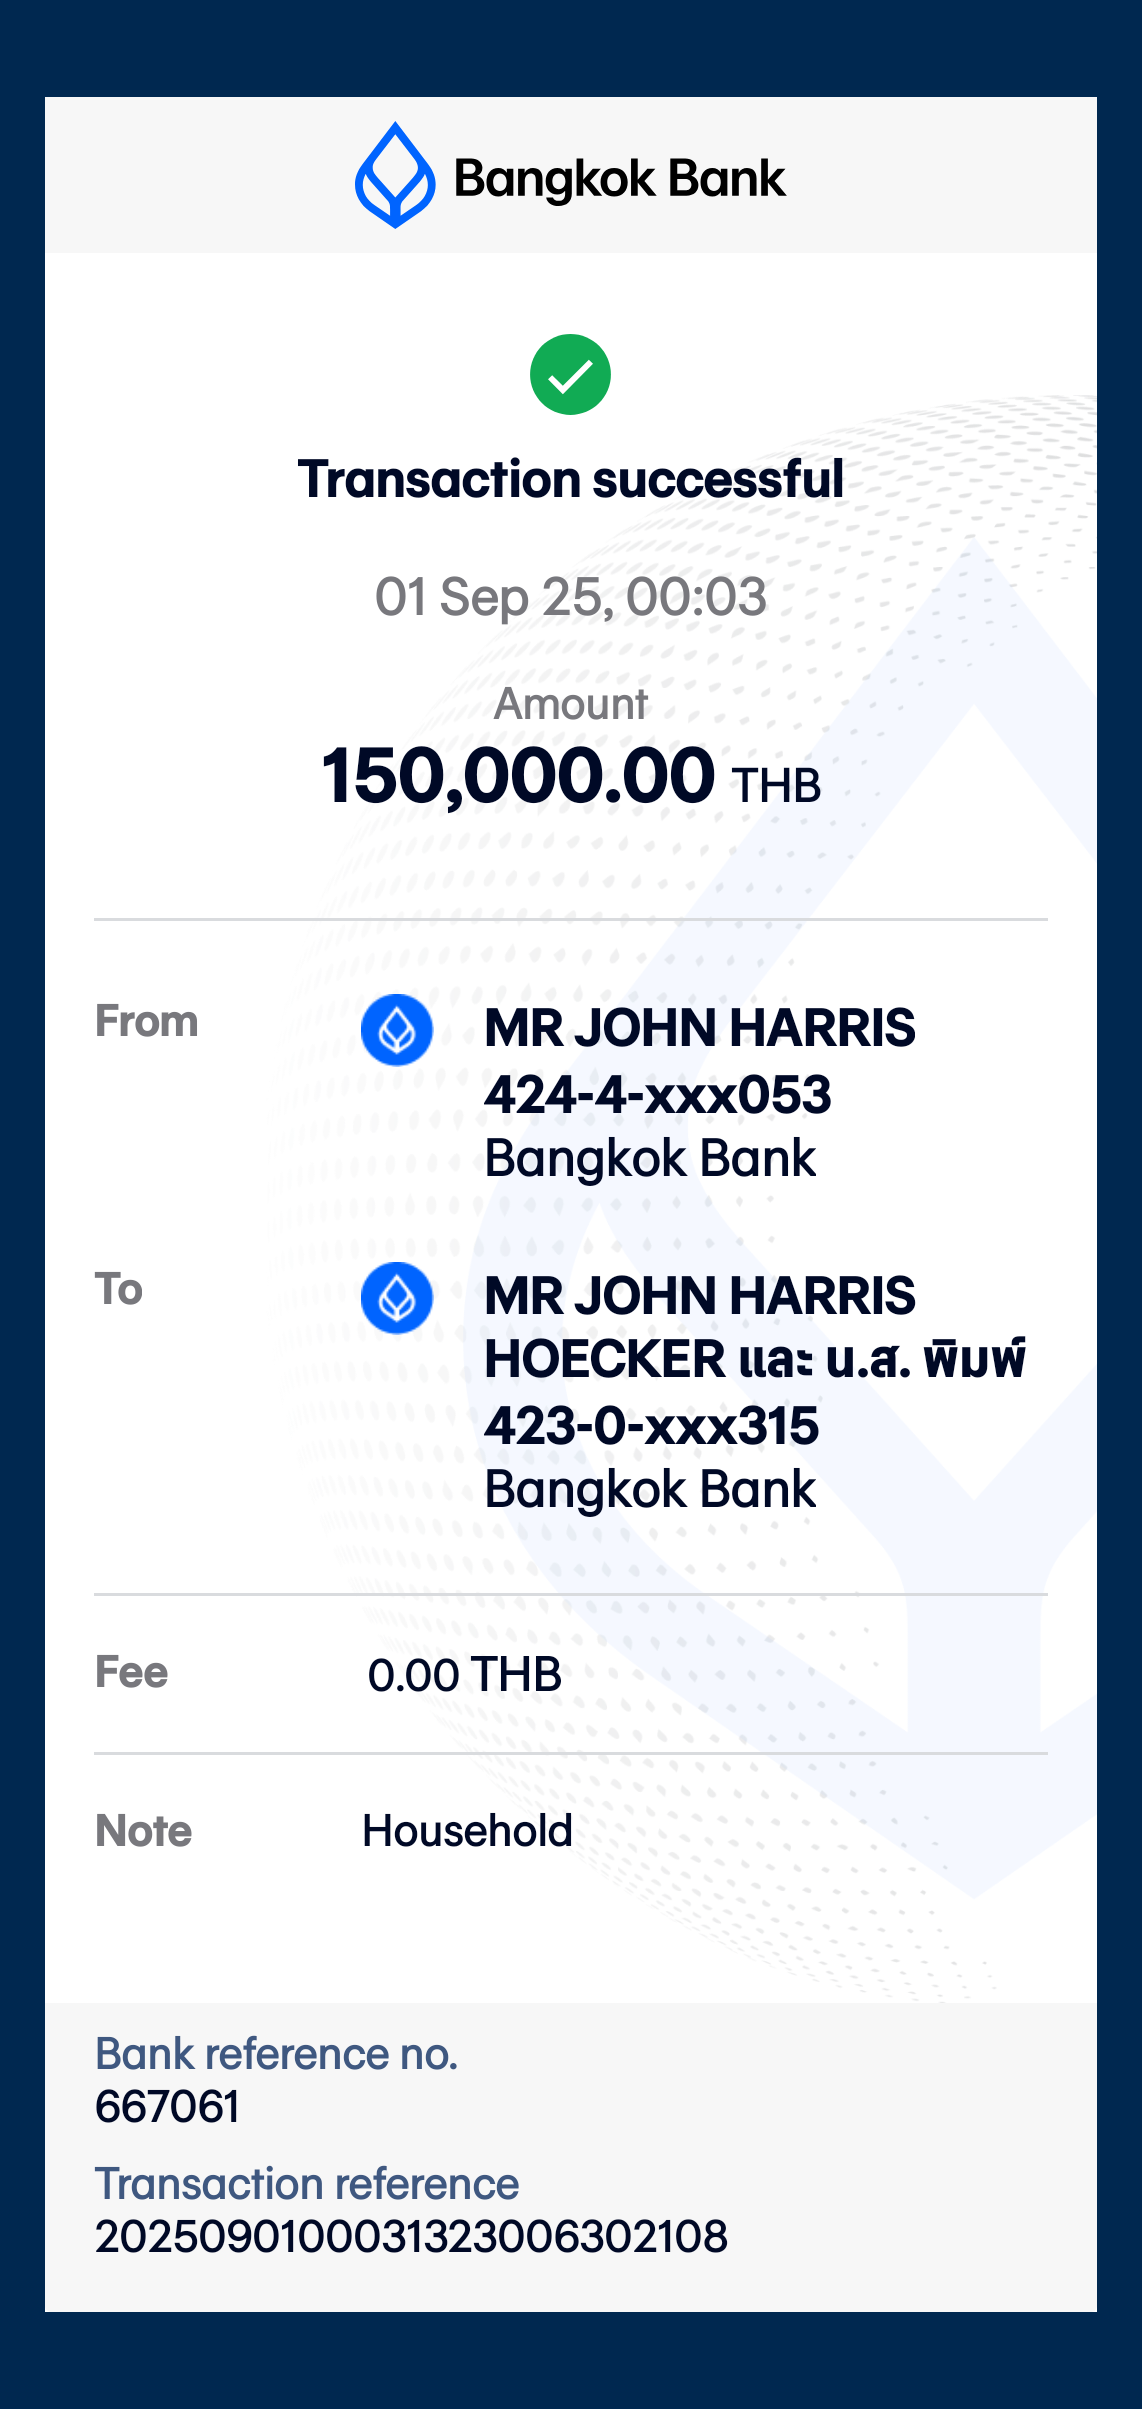 Bangkok Bank
Transaction successful
01 Sep 25, 00:03
Amount
150,000.00 THB
From
MR JOHN HARRIS
424-4-xxx053
Bangkok Bank
To
MR JOHN HARRIS
HOECKER และ น.ส. พิมพ์
423-0-xxx315
Bangkok Bank
Fee
0.00 THB
Note
Household
Bank reference no.
667061
Transaction reference
2025090100031323006302108